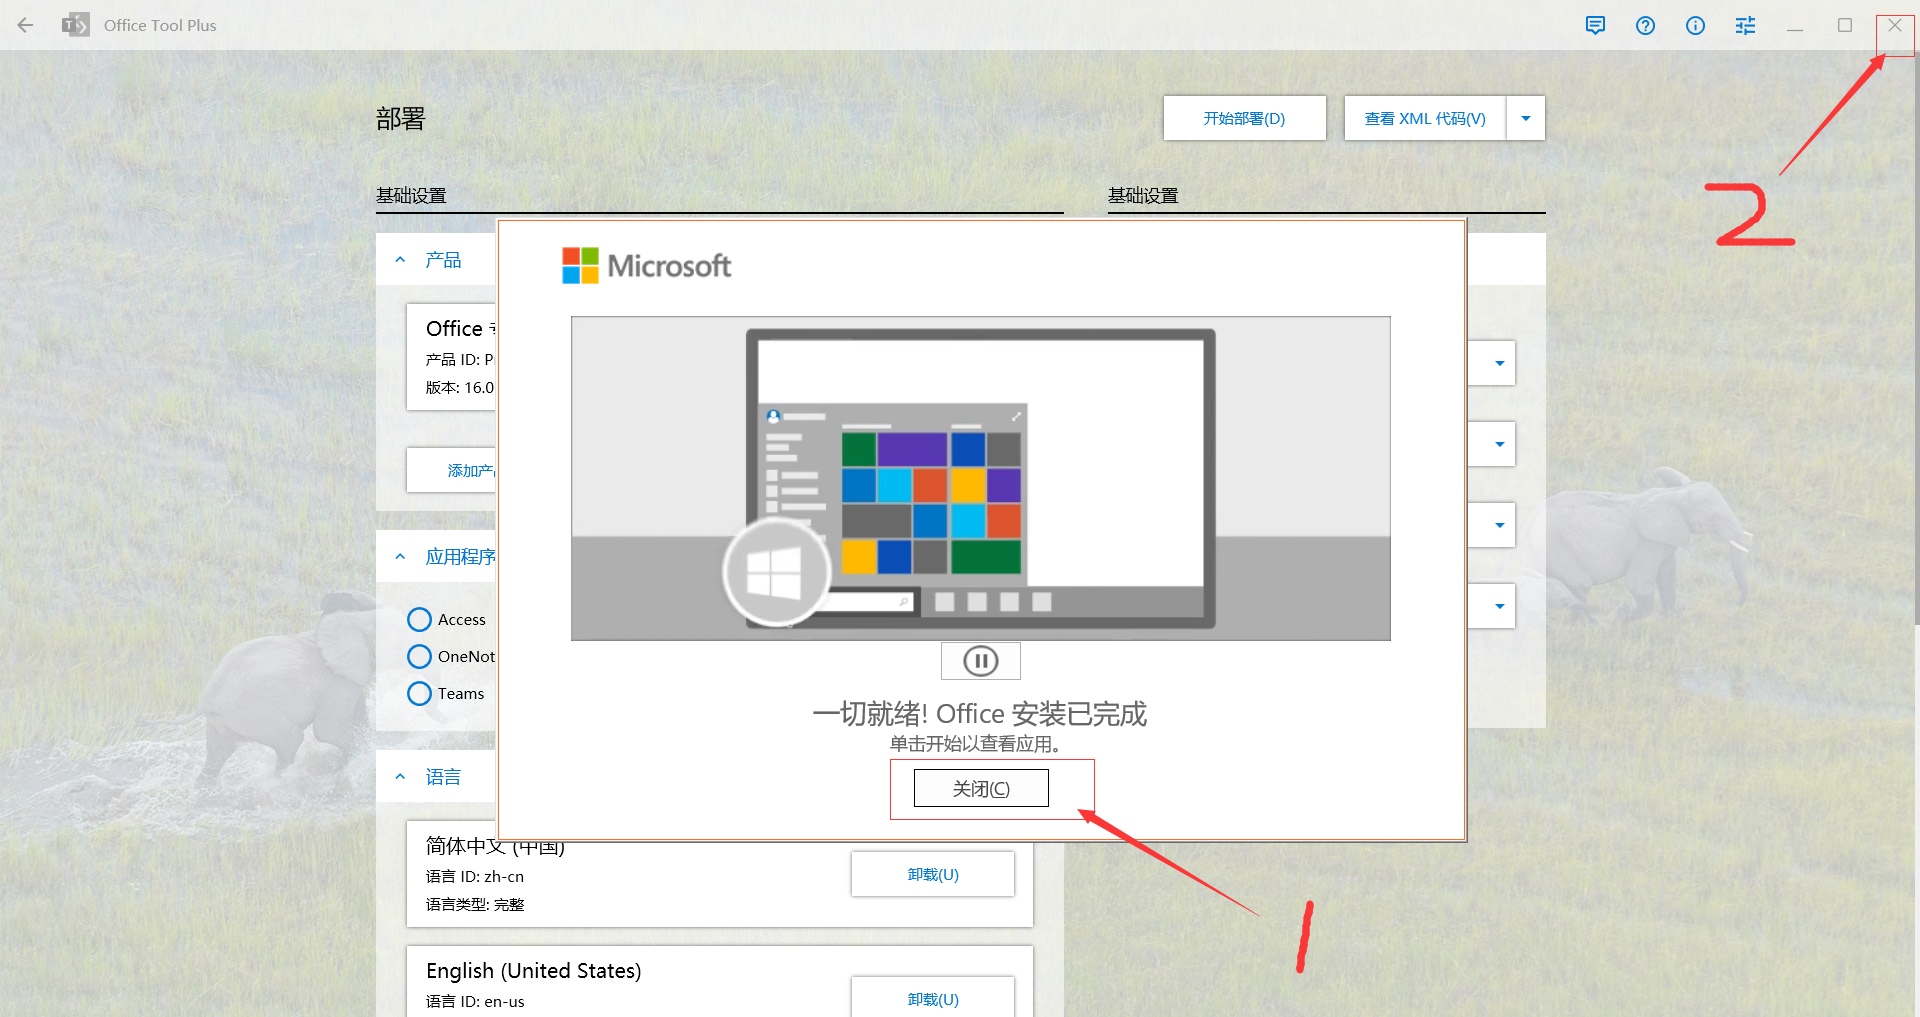 Office Tool Plus
部署
开始部署(D)
查看 XML 代码(V)
2
基础设置
基础设置
产品
Office
产品 ID: P
版本: 16.0
添加产
应用程序
Access
OneNot
Teams
语言
Microsoft
一切就绪! Office 安装已完成
单击开始以查看应用。
关闭(C)
1
简体中文 (中国)
语言 ID: zh-cn
语言类型: 完整
卸载(U)
English (United States)
语言 ID: en-us
卸载(U)